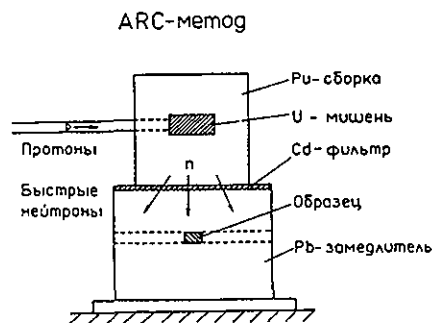 ARC-метод
Pu-сборка
U - мишень
p
Протоны
Cd-фильтр
n
Быстрые
нейтроны
Образец
Pb-замедлитель